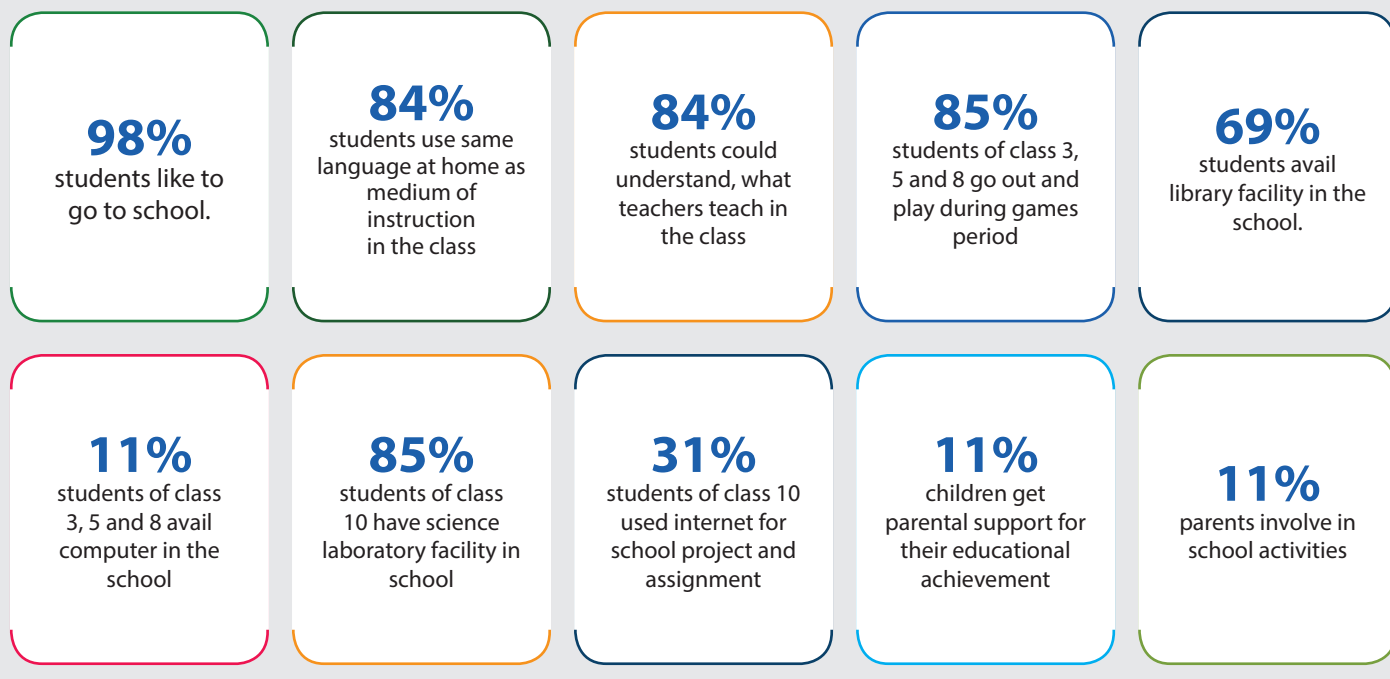 98%
students like to
go to school.
84%
students use same
language at home as
medium of
instruction
in the class
84%
students could
understand, what
teachers teach in
the class
85%
students of class 3,
5 and 8 go out and
play during games
period
69%
students avail
library facility in the
school.
11%
students of class
3, 5 and 8 avail
computer in the
school
85%
students of class
10 have science
laboratory facility in
school
31%
students of class 10
used internet for
school project and
assignment
11%
children get
parental support for
their educational
achievement
11%
parents involve in
school activities